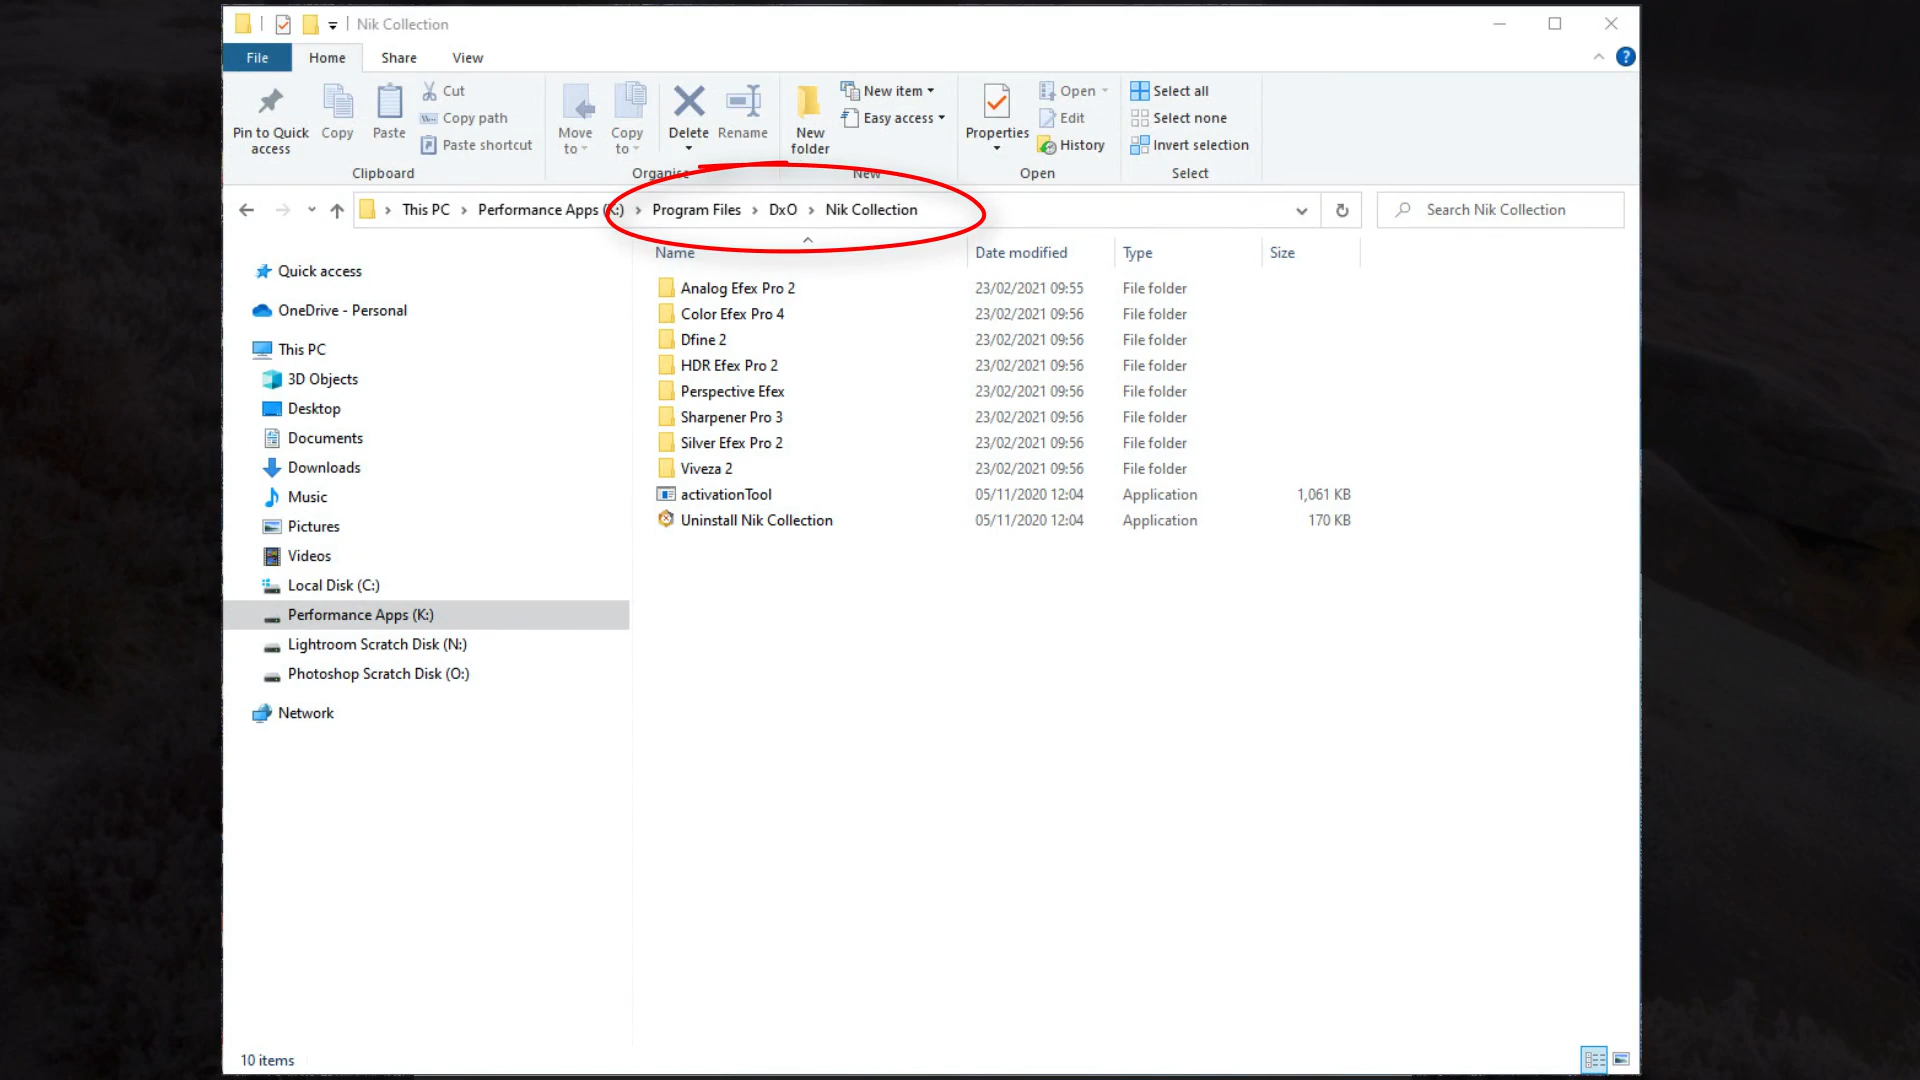 Nik Collection
File Home Share View
Pin to Quick access
Copy
Paste
Cut
Copy path
Paste shortcut
Clipboard
Move to
Copy to
Delete
Rename
Organise
New folder
New item
Easy access
New
Properties
Open
Edit
History
Open
Select all
Select none
Invert selection
Select
This PC > Performance Apps (K:) > Program Files > DxO > Nik Collection
Search Nik Collection
Quick access
OneDrive - Personal
This PC
3D Objects
Desktop
Documents
Downloads
Music
Pictures
Videos
Local Disk (C:)
Performance Apps (K:)
Lightroom Scratch Disk (N:)
Photoshop Scratch Disk (O:)
Network
Name Date modified Type Size
Analog Efex Pro 2 23/02/2021 09:55 File folder
Color Efex Pro 4 23/02/2021 09:56 File folder
Dfine 2 23/02/2021 09:56 File folder
HDR Efex Pro 2 23/02/2021 09:56 File folder
Perspective Efex 23/02/2021 09:56 File folder
Sharpener Pro 3 23/02/2021 09:56 File folder
Silver Efex Pro 2 23/02/2021 09:56 File folder
Viveza 2 23/02/2021 09:56 File folder
activationTool 05/11/2020 12:04 Application 1,061 KB
Uninstall Nik Collection 05/11/2020 12:04 Application 170 KB
10 items